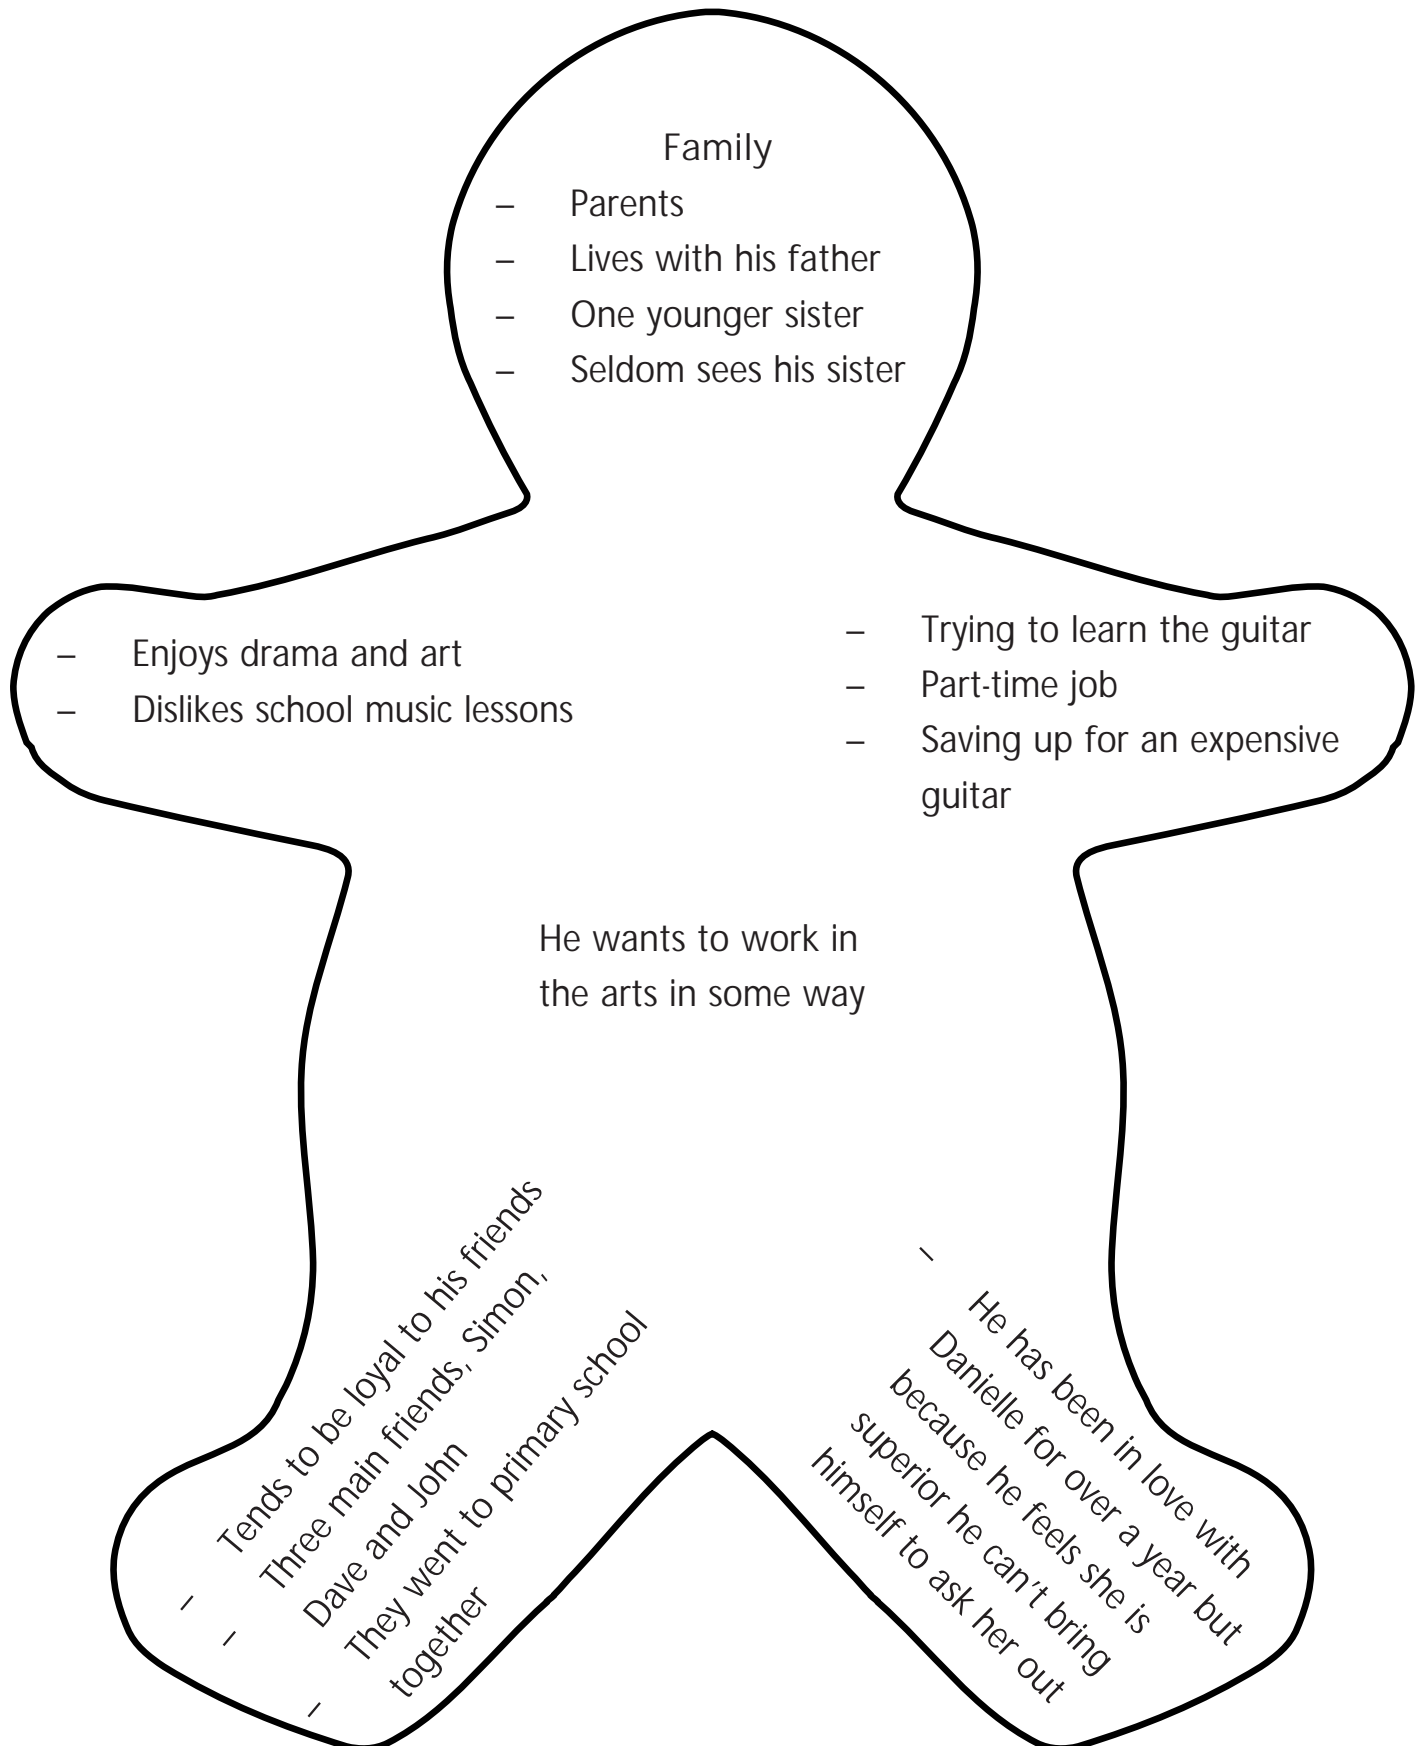 Family
– Parents
– Lives with his father
– One younger sister
– Seldom sees his sister
– Enjoys drama and art
– Dislikes school music lessons
– Trying to learn the guitar
– Part-time job
– Saving up for an expensive
guitar
He wants to work in
the arts in some way
– Tends to be loyal to his friends
– Three main friends, Simon,
Dave and John
– They went to primary school
together
– He has been in love with
Danielle for over a year but
because he feels she is
superior he can't bring
himself to ask her out